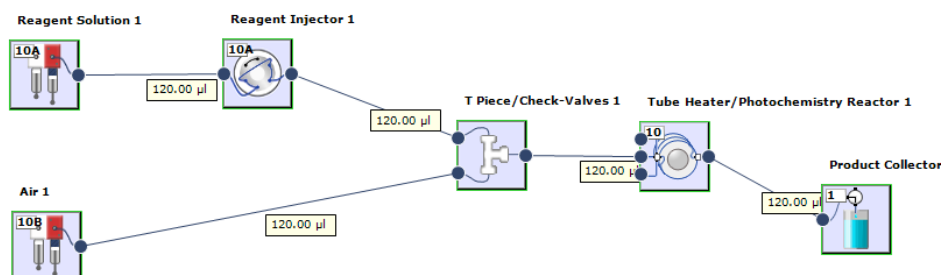 Reagent Solution 1
Reagent Injector 1
10A
10A
120.00 µl
120.00 µl
T Piece/Check-Valves 1
Tube Heater/Photochemistry Reactor 1
10
120.00 µl
Product Collector
1
120.00 µl
Air 1
10B
120.00 µl